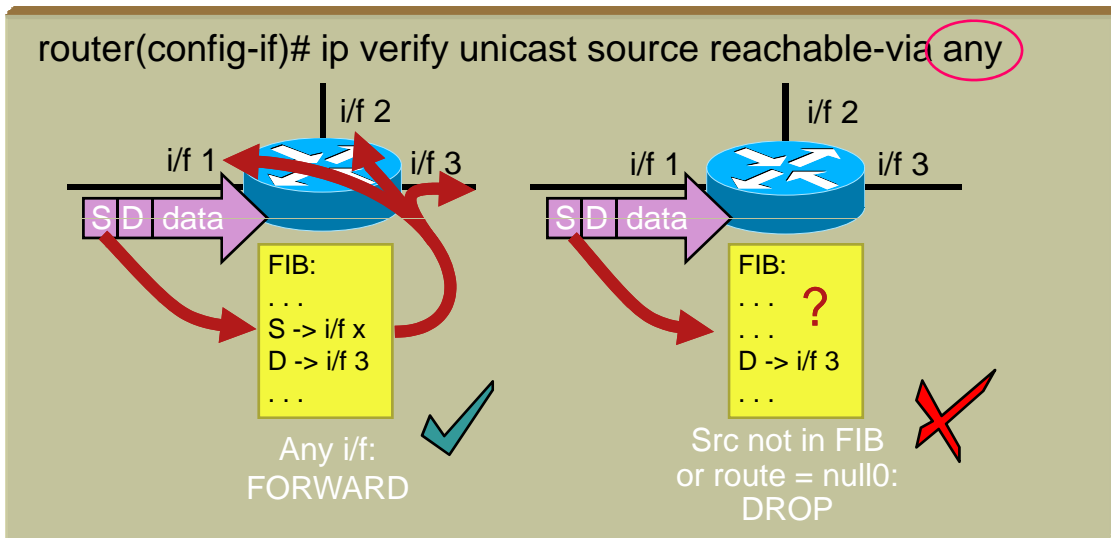 router(config-if)# ip verify unicast source reachable-via any
i/f 2
i/f 1
i/f 3
S D data
FIB:
. . .
S -> i/f x
D -> i/f 3
. . .
Any i/f:
FORWARD
i/f 2
i/f 1
i/f 3
S D data
FIB:
. . .
?
. . .
D -> i/f 3
. . .
Src not in FIB
or route = null0:
DROP